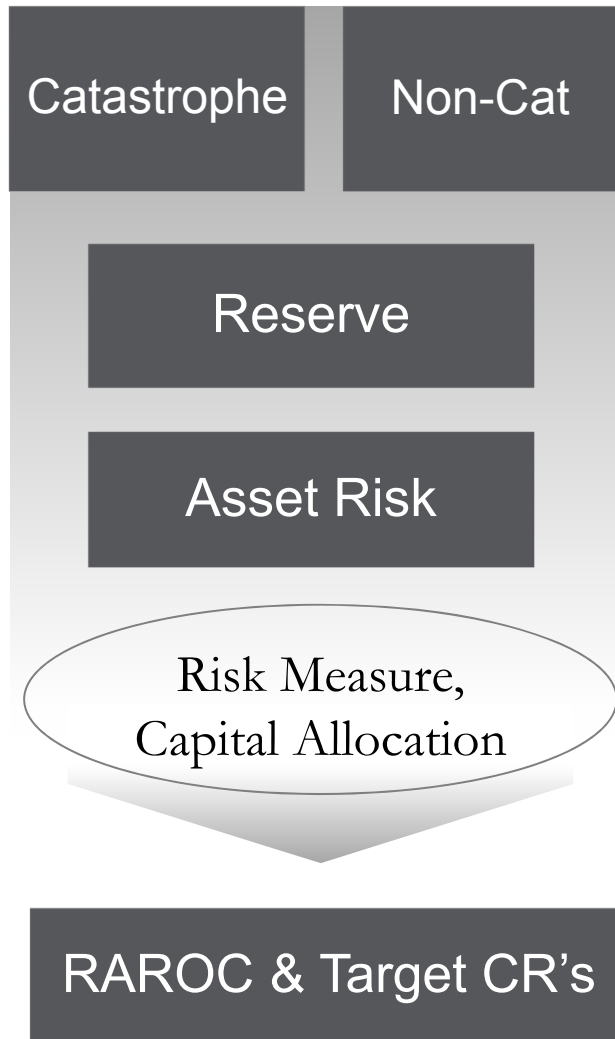 Catastrophe
Non-Cat
Reserve
Asset Risk
Risk Measure,
Capital Allocation
RAROC & Target CR’s